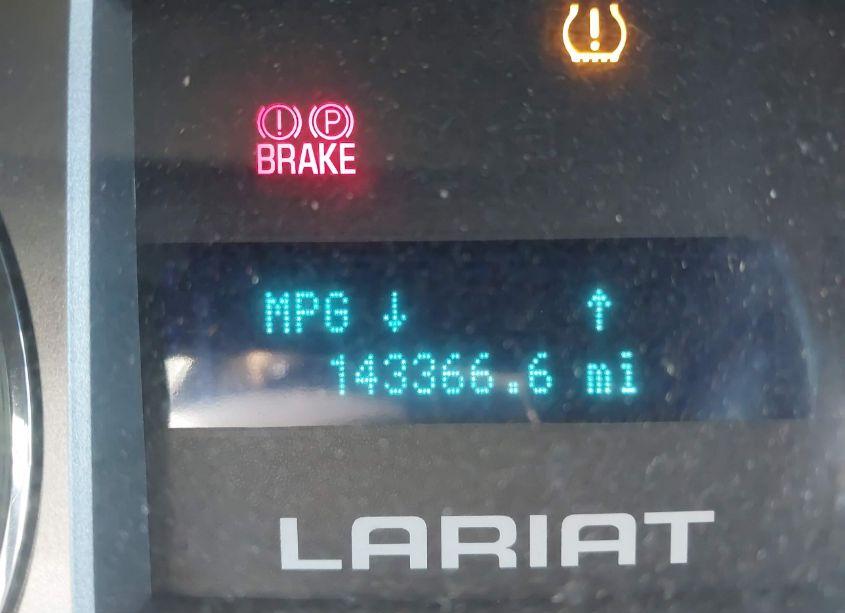 ! P
BRAKE
MPG ↓ ↑
143366.6 mi
LARIAT